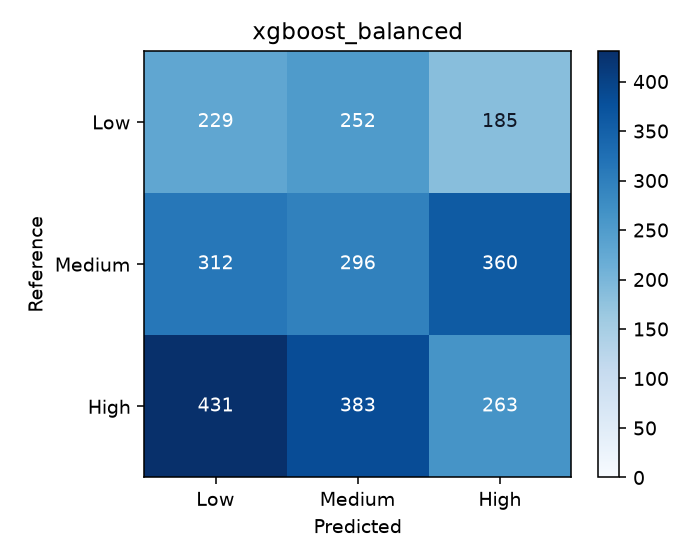 xgboost_balanced
Low 229 252 185
Medium 312 296 360
High 431 383 263
Low Medium High
Predicted
Reference
400
350
300
250
200
150
100
50
0